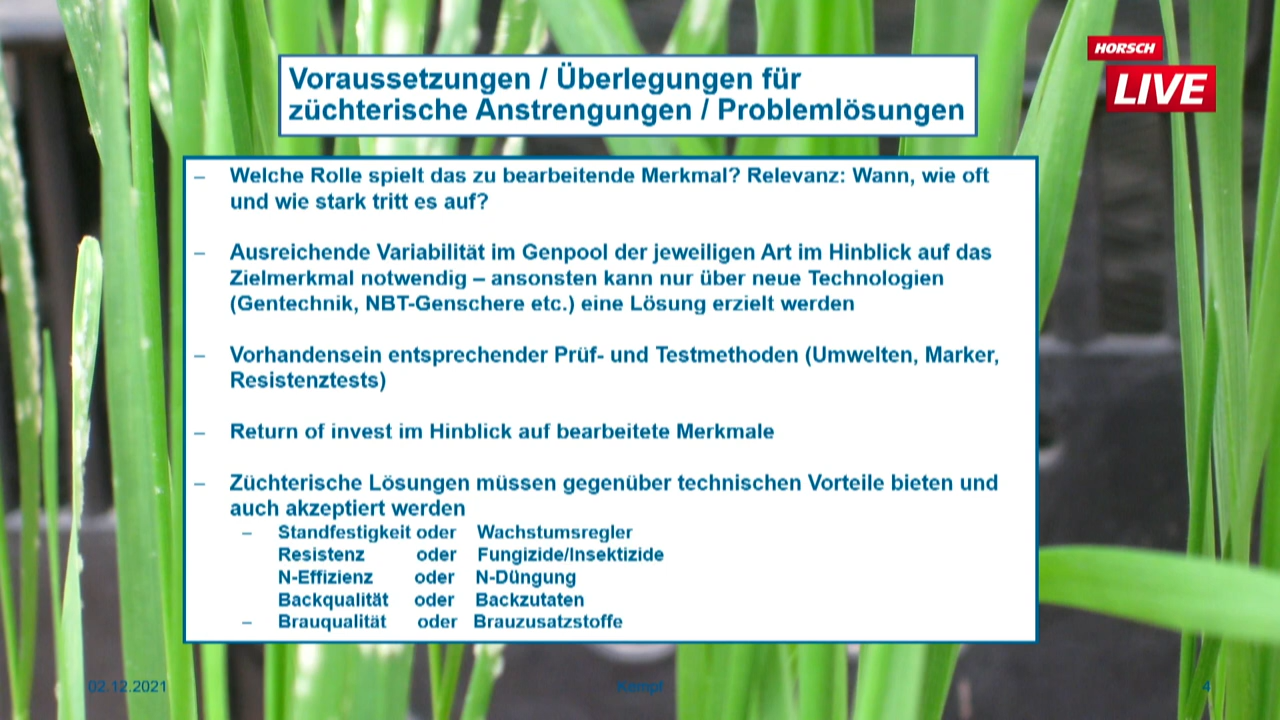 HORSCH
LIVE
Voraussetzungen / Überlegungen für
züchterische Anstrengungen / Problemlösungen
– Welche Rolle spielt das zu bearbeitende Merkmal? Relevanz: Wann, wie oft
und wie stark tritt es auf?
– Ausreichende Variabilität im Genpool der jeweiligen Art im Hinblick auf das
Zielmerkmal notwendig – ansonsten kann nur über neue Technologien
(Gentechnik, NBT-Genschere etc.) eine Lösung erzielt werden
– Vorhandensein entsprechender Prüf- und Testmethoden (Umwelten, Marker,
Resistenztests)
– Return of invest im Hinblick auf bearbeitete Merkmale
– Züchterische Lösungen müssen gegenüber technischen Vorteile bieten und
auch akzeptiert werden
– Standfestigkeit oder Wachstumsregler
Resistenz oder Fungizide/Insektizide
N-Effizienz oder N-Düngung
Backqualität oder Backzutaten
– Brauqualität oder Brauzusatzstoffe
02.12.2021 Kempf 4